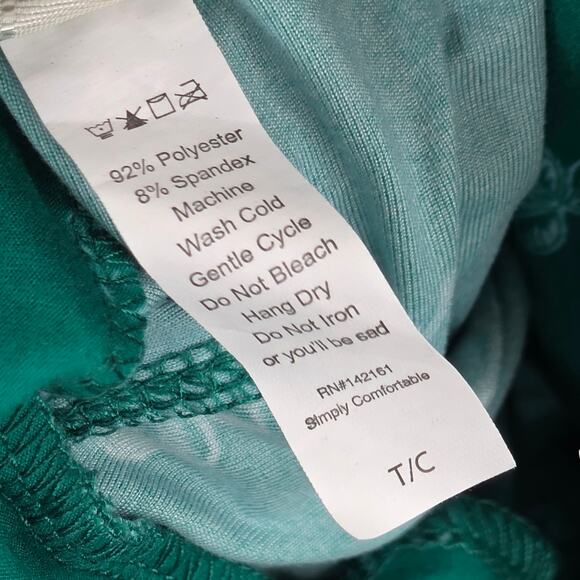 92% Polyester
8% Spandex
Machine
Wash Cold
Gentle Cycle
Do Not Bleach
Hang Dry
Do Not Iron
or you'll be sad
RN#142161
Simply Comfortable
T/C